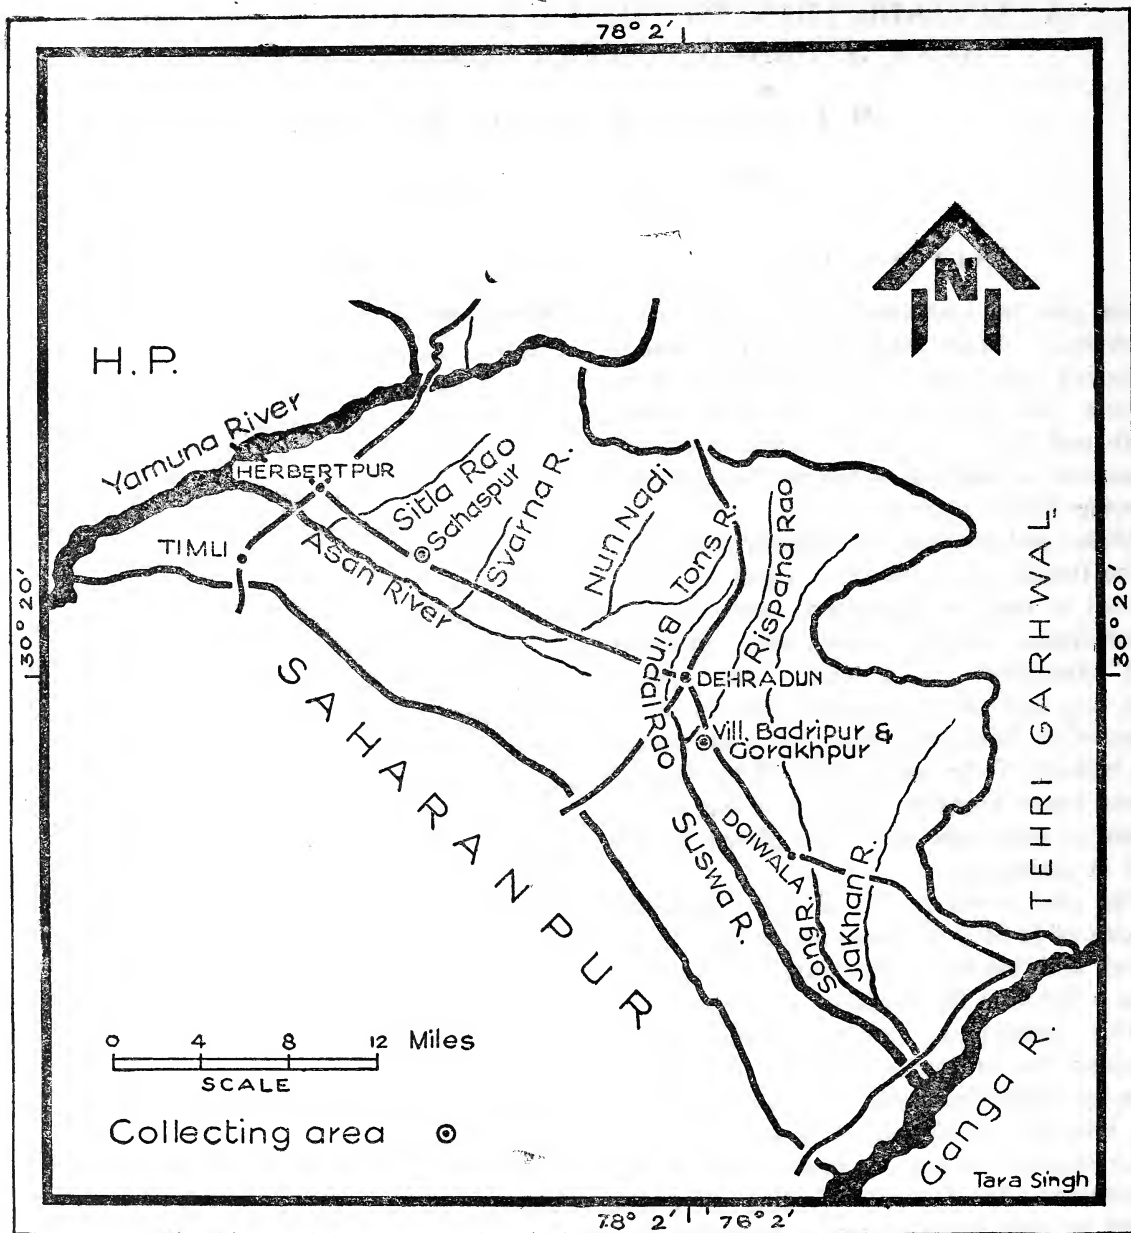 78° 2'
N
H.P.
Yamuna River
HERBERTPUR
Sitla Rao
Sahaspur
Svarna R.
Nun Nadi
Tons R.
Rispana Rao
TIMLI
Asan River
Bindal Rao
30° 20'
30° 20'
DEHRADUN
Vill. Badripur &
Gorakhpur
SAHARANPUR
TEHRI GARHWAL
DOIWALA
Suswa R.
Song R.
Jakhan R.
0 4 8 12 Miles
SCALE
Collecting area
Ganga R.
Tara Singh
78° 2' 76° 2'